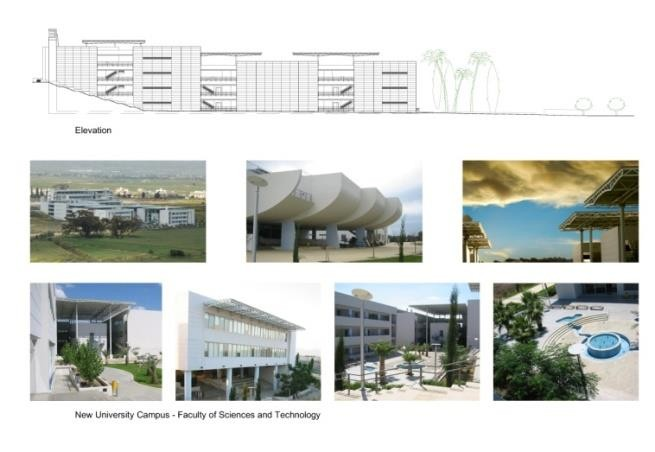 Elevation
New University Campus - Faculty of Sciences and Technology